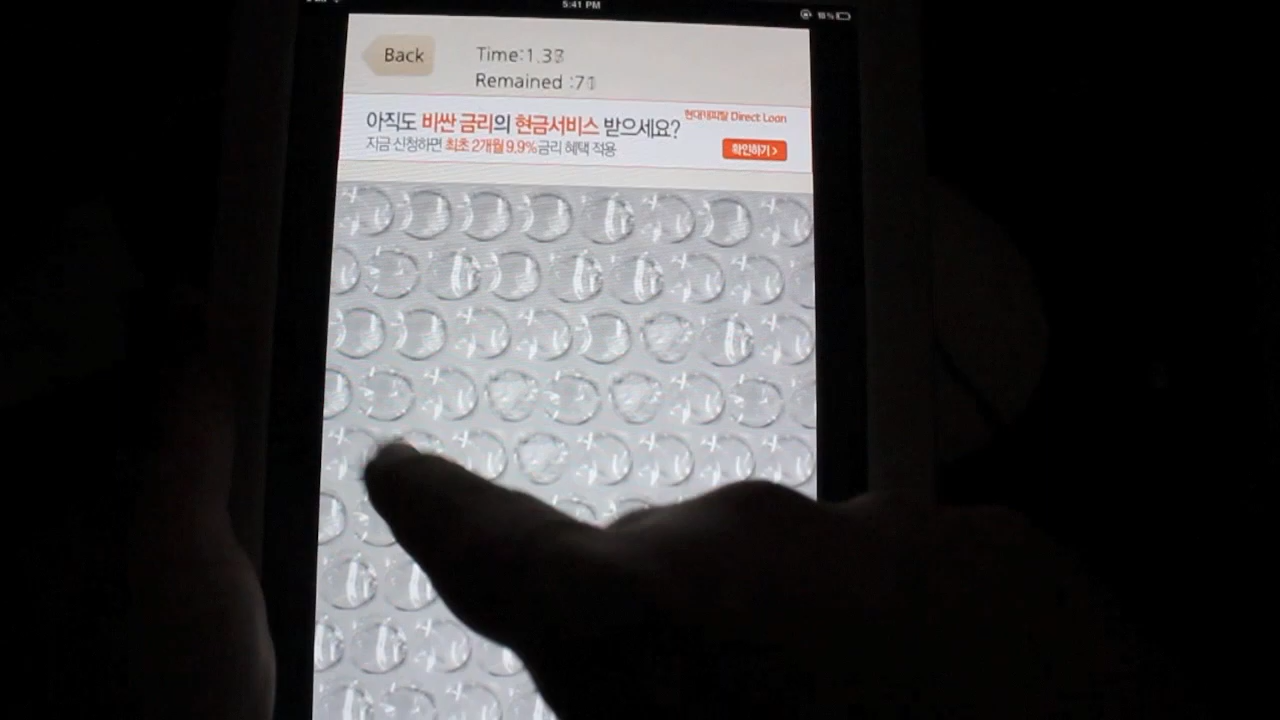 5:41 PM
Back
Time:1.33
Remained :71
아직도 비싼 금리의 현금서비스 받으세요?
현대캐피탈 Direct Loan
지금 신청하면 최초 2개월 9.9%금리 혜택 적용
확인하기 >